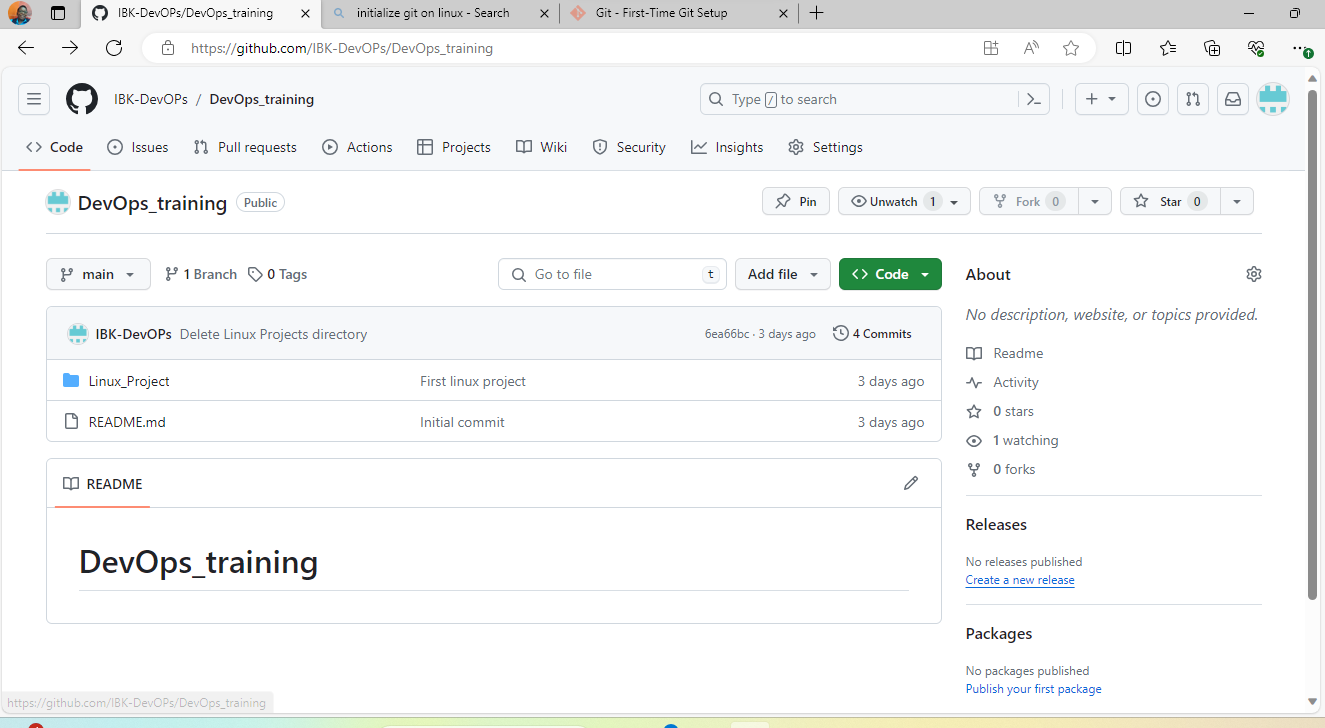 IBK-DevOPs/DevOps_training
initialize git on linux - Search
Git - First-Time Git Setup
https://github.com/IBK-DevOPs/DevOps_training
IBK-DevOPs / DevOps_training
Type / to search
Code
Issues
Pull requests
Actions
Projects
Wiki
Security
Insights
Settings
DevOps_training Public
Pin
Unwatch 1
Fork 0
Star 0
main
1 Branch
0 Tags
Go to file t
Add file
Code
IBK-DevOPs Delete Linux Projects directory 6ea66bc · 3 days ago 4 Commits
Linux_Project First linux project 3 days ago
README.md Initial commit 3 days ago
README
DevOps_training
About
No description, website, or topics provided.
Readme
Activity
0 stars
1 watching
0 forks
Releases
No releases published
Create a new release
Packages
No packages published
Publish your first package
https://github.com/IBK-DevOPs/DevOps_training